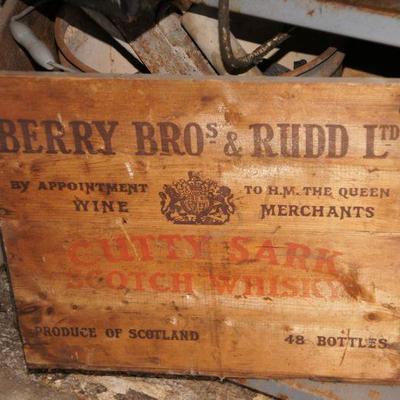 BERRY BROS & RUDD LTD
BY APPOINTMENT TO H.M. THE QUEEN
WINE MERCHANTS
CUTTY SARK
SCOTCH WHISKY
PRODUCE OF SCOTLAND 48 BOTTLES